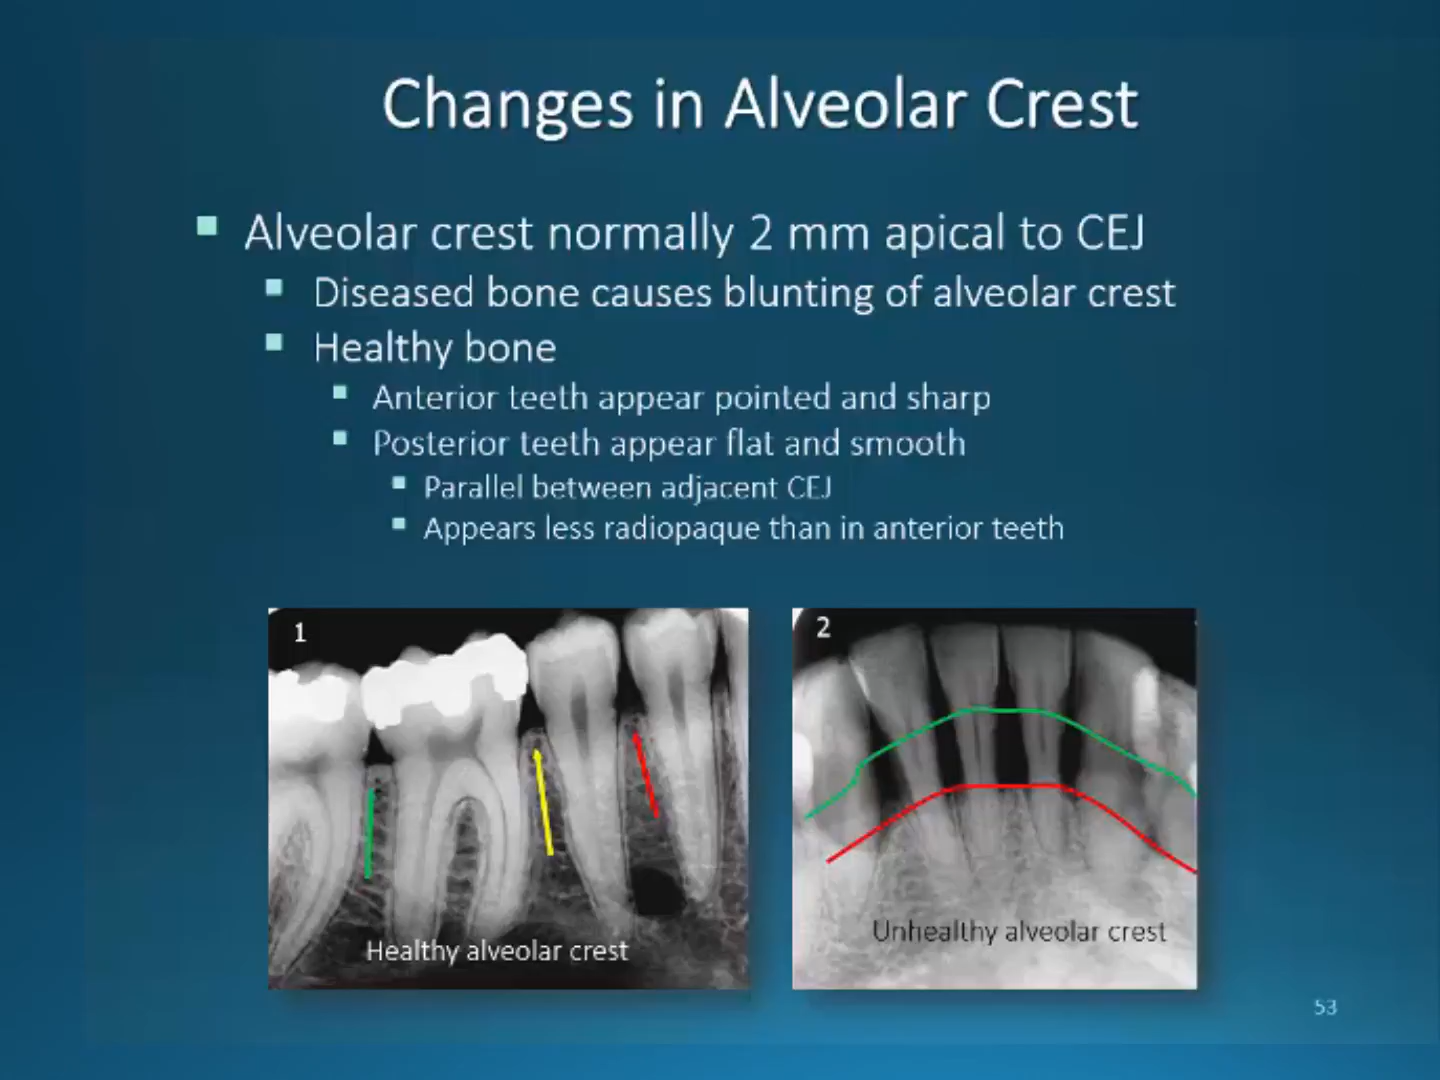 Changes in Alveolar Crest
Alveolar crest normally 2 mm apical to CEJ
Diseased bone causes blunting of alveolar crest
Healthy bone
Anterior teeth appear pointed and sharp
Posterior teeth appear flat and smooth
Parallel between adjacent CEJ
Appears less radiopaque than in anterior teeth
1
Healthy alveolar crest
2
Unhealthy alveolar crest
53